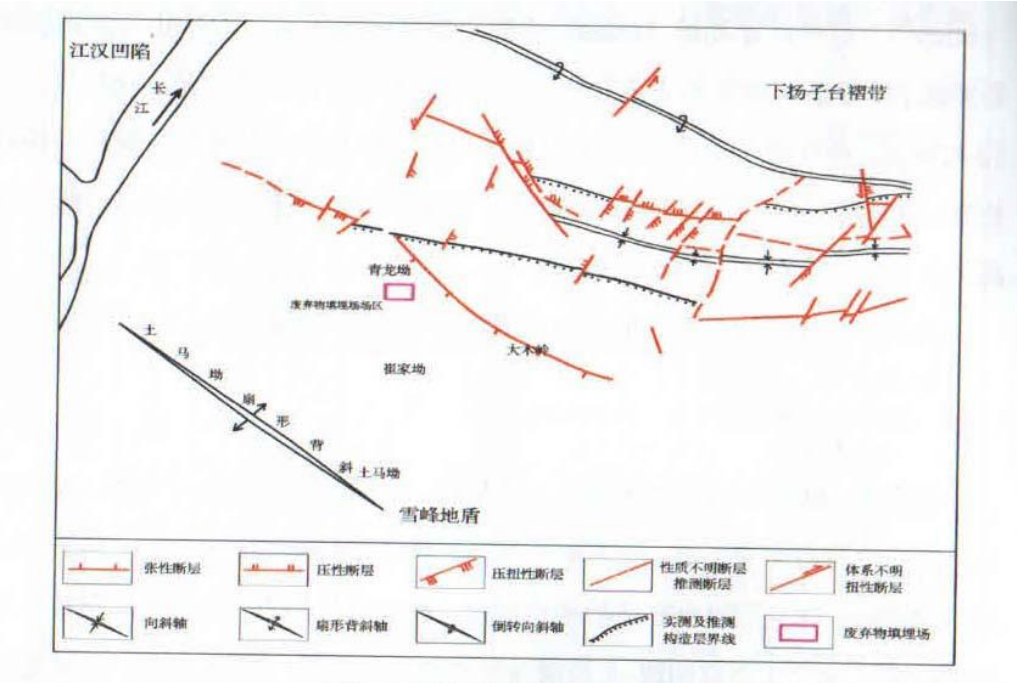 江汉凹陷
长江
下扬子台褶带
青龙坳
废弃物填埋场场区
大木岭
崔家坳
土马坳扇形背斜
土马坳
雪峰地盾
张性断层
压性断层
压扭性断层
性质不明断层
推测断层
体系不明
扭性断层
向斜轴
扇形背斜轴
倒转向斜轴
实测及推测
构造层界线
废弃物填埋场